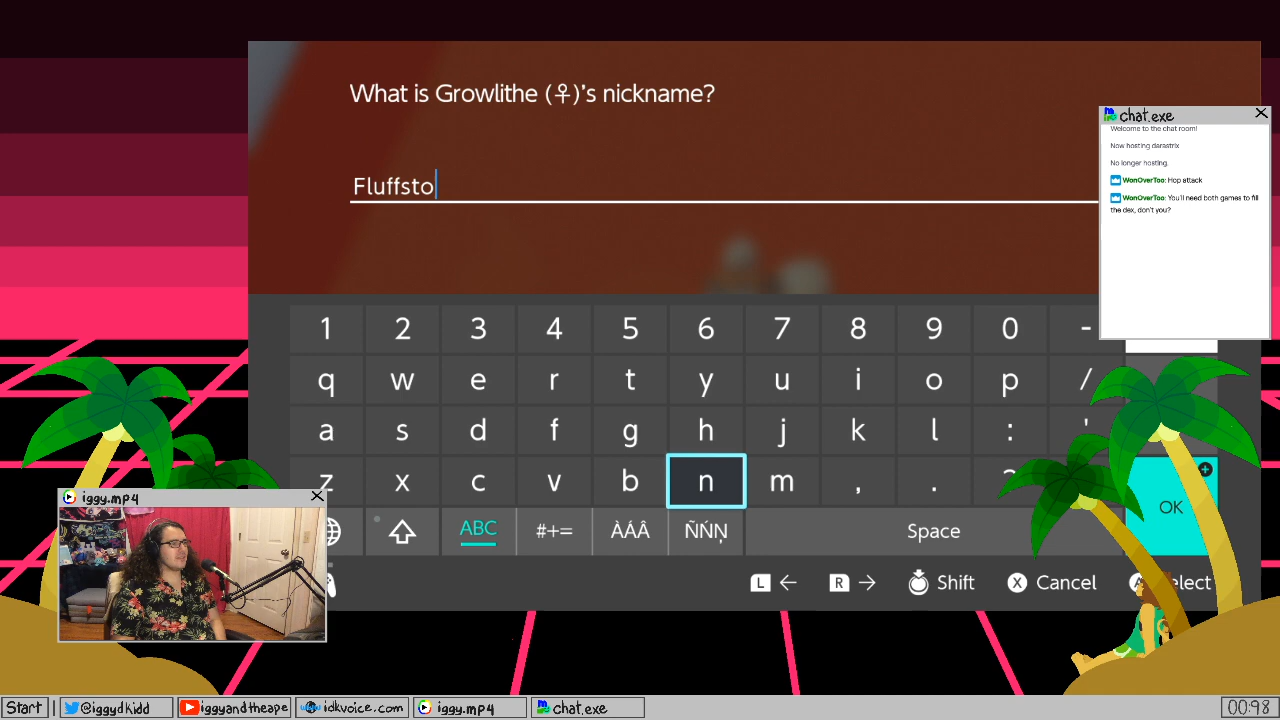 What is Growlithe (♀)'s nickname?
Fluffsto
chat.exe
Welcome to the chat room!
Now hosting darastrix
No longer hosting.
WonOverToo: Hop attack
WonOverToo: You'll need both games to fill
the dex, don't you?
1 2 3 4 5 6 7 8 9 0 -
q w e r t y u i o p /
a s d f g h j k l : '
z x c v b n m , . ?
OK
ABC #+= ÀÁÂ ÑŃŅ Space
L ← R → Shift X Cancel A Select
iggy.mp4
Start | @iggydkidd iggyandtheape idkvoice.com iggy.mp4 chat.exe 00:98